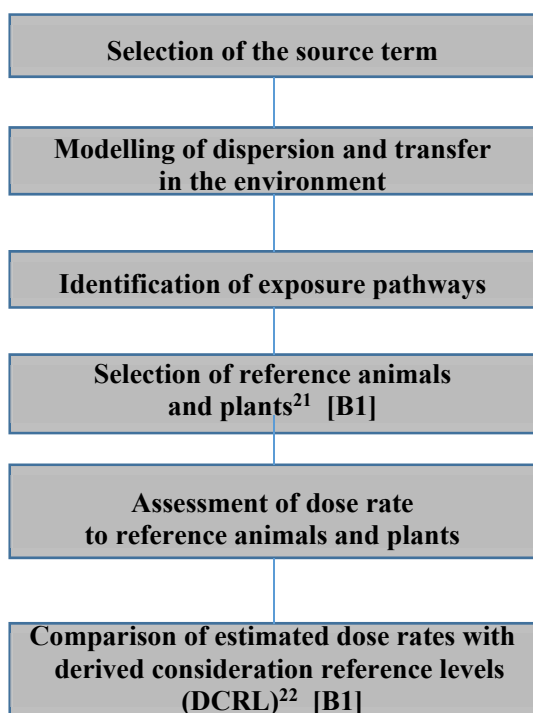 Selection of the source term
Modelling of dispersion and transfer
in the environment
Identification of exposure pathways
Selection of reference animals
and plants²¹ [B1]
Assessment of dose rate
to reference animals and plants
Comparison of estimated dose rates with
derived consideration reference levels
(DCRL)²² [B1]